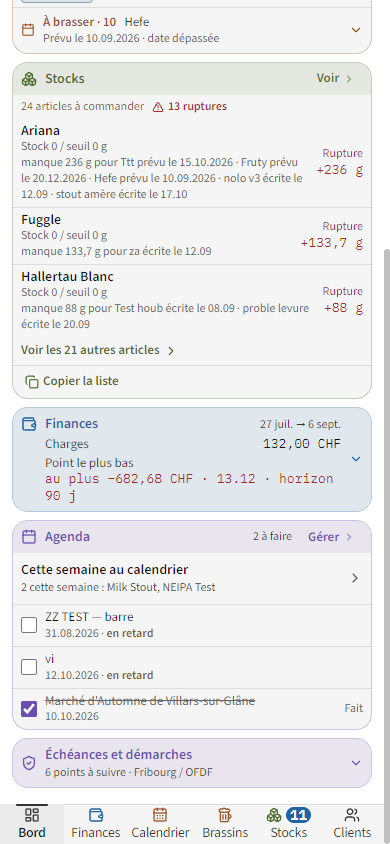 À brasser · 10 Hefe
Prévu le 10.09.2026 · date dépassée
Stocks
Voir
24 articles à commander
13 ruptures
Ariana
Stock 0 / seuil 0 g
manque 236 g pour Ttt prévu le 15.10.2026 · Fruty prévu
le 20.12.2026 · Hefe prévu le 10.09.2026 · nolo v3 écrite le
12.09 · stout amère écrite le 17.10
Rupture
+236 g
Fuggle
Stock 0 / seuil 0 g
manque 133,7 g pour za écrite le 12.09
Rupture
+133,7 g
Hallertau Blanc
Stock 0 / seuil 0 g
manque 88 g pour Test houb écrite le 08.09 · proble levure
écrite le 20.09
Rupture
+88 g
Voir les 21 autres articles
Copier la liste
Finances
27 juil. → 6 sept.
Charges
132,00 CHF
Point le plus bas
au plus −682,68 CHF · 13.12 · horizon
90 j
Agenda
2 à faire
Gérer
Cette semaine au calendrier
2 cette semaine : Milk Stout, NEIPA Test
ZZ TEST — barre
31.08.2026 · en retard
vi
12.10.2026 · en retard
Marché d'Automne de Villars-sur-Glâne
10.10.2026
Fait
Échéances et démarches
6 points à suivre · Fribourg / OFDF
11
Bord
Finances
Calendrier
Brassins
Stocks
Clients